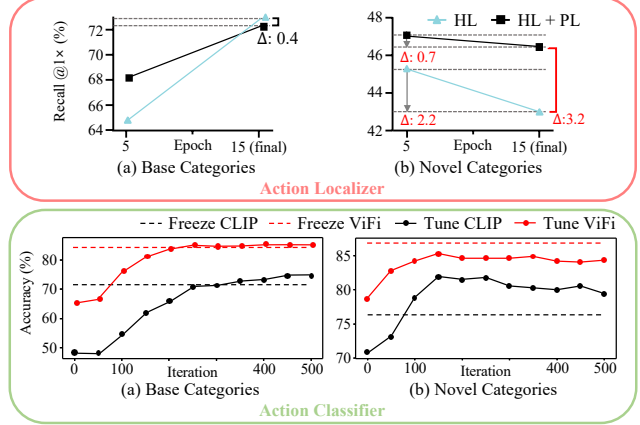 HL HL + PL
Recall @1× (%)
72
70
68
66
64
Δ: 0.4
5 Epoch 15 (final)
(a) Base Categories
48
46
44
42
Δ: 0.7
Δ: 2.2
Δ:3.2
5 Epoch 15 (final)
(b) Novel Categories
Action Localizer
Freeze CLIP Freeze ViFi Tune CLIP Tune ViFi
Accuracy (%)
80
70
60
50
0 100 Iteration 400 500
(a) Base Categories
85
80
75
70
0 100 Iteration 400 500
(b) Novel Categories
Action Classifier